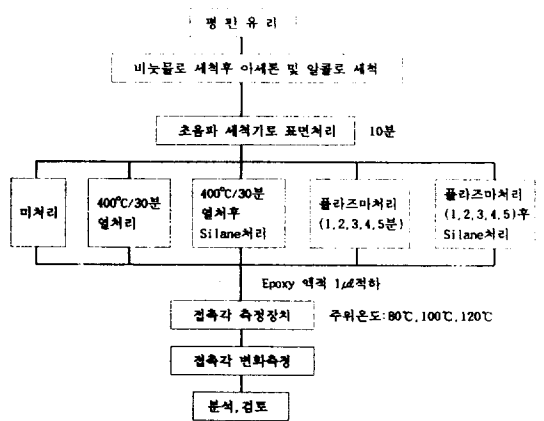 평 판 유 리
비눗물로 세척후 아세톤 및 알콜로 세척
초음파 세척기로 표면처리 10분
미처리
400℃/30분
열처리
400℃/30분
열처후
Silane처리
플라즈마처리
(1,2,3,4,5분)
플라즈마처리
(1,2,3,4,5)후
Silane처리
Epoxy 액적 1㎕적하
접촉각 측정장치 주위온도:80℃,100℃,120℃
접촉각 변화측정
분석,검토